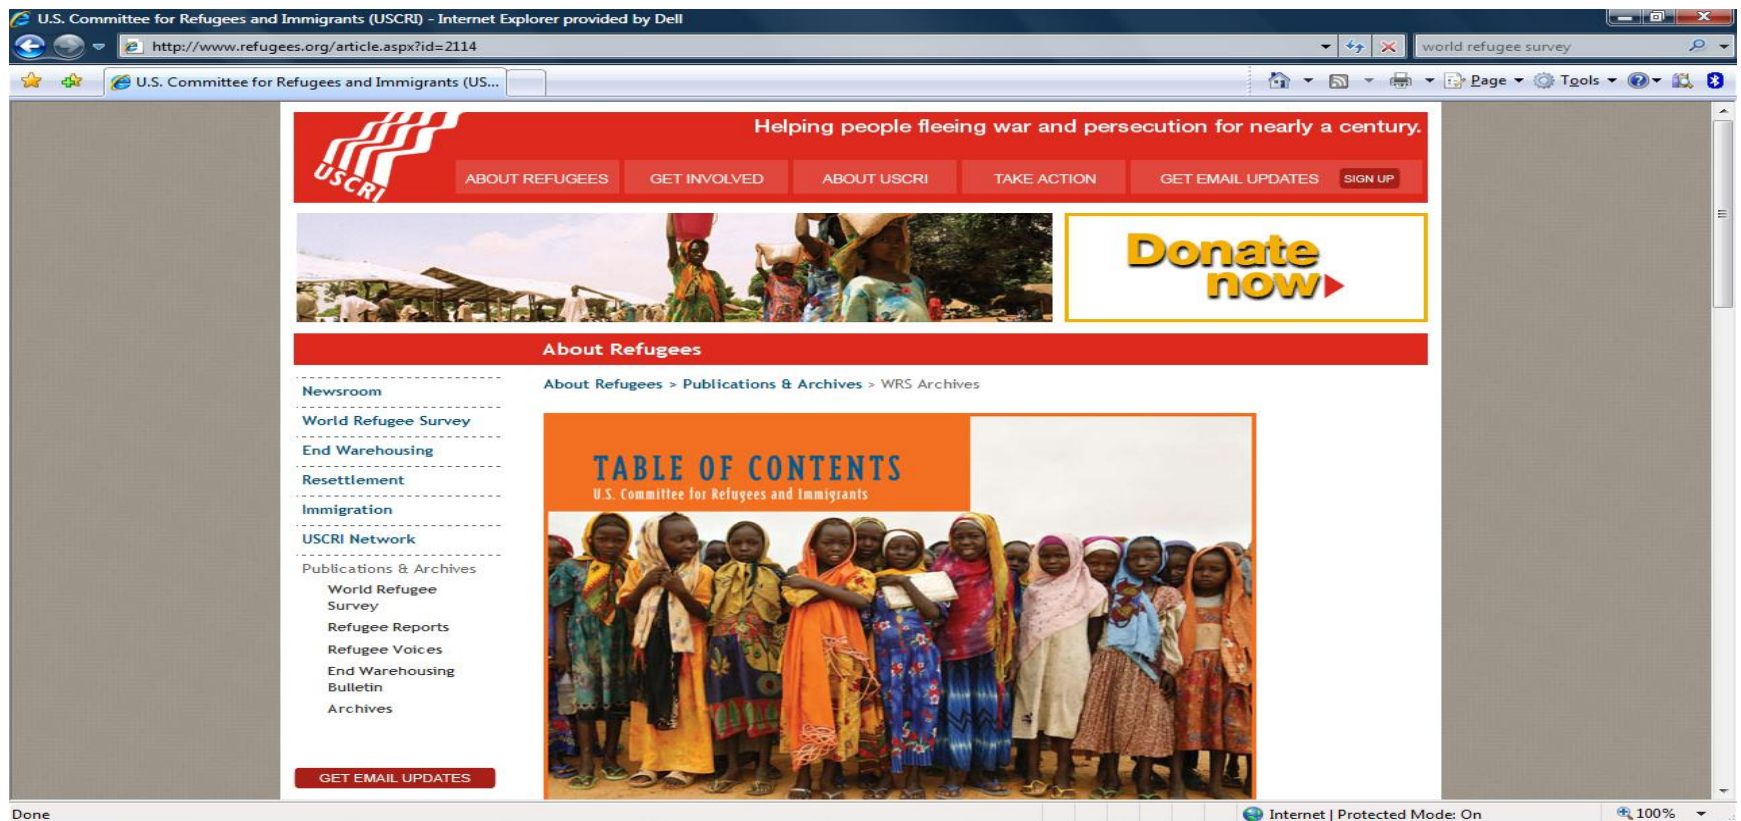 U.S. Committee for Refugees and Immigrants (USCRI) - Internet Explorer provided by Dell
http://www.refugees.org/article.aspx?id=2114
world refugee survey
U.S. Committee for Refugees and Immigrants (US...
Page
Tools
Helping people fleeing war and persecution for nearly a century.
USCRI
ABOUT REFUGEES GET INVOLVED ABOUT USCRI TAKE ACTION GET EMAIL UPDATES SIGN UP
Donate
now
About Refugees
About Refugees > Publications & Archives > WRS Archives
Newsroom
World Refugee Survey
End Warehousing
Resettlement
Immigration
USCRI Network
Publications & Archives
World Refugee
Survey
Refugee Reports
Refugee Voices
End Warehousing
Bulletin
Archives
GET EMAIL UPDATES
TABLE OF CONTENTS
U.S. Committee for Refugees and Immigrants
Done
Internet | Protected Mode: On
100%